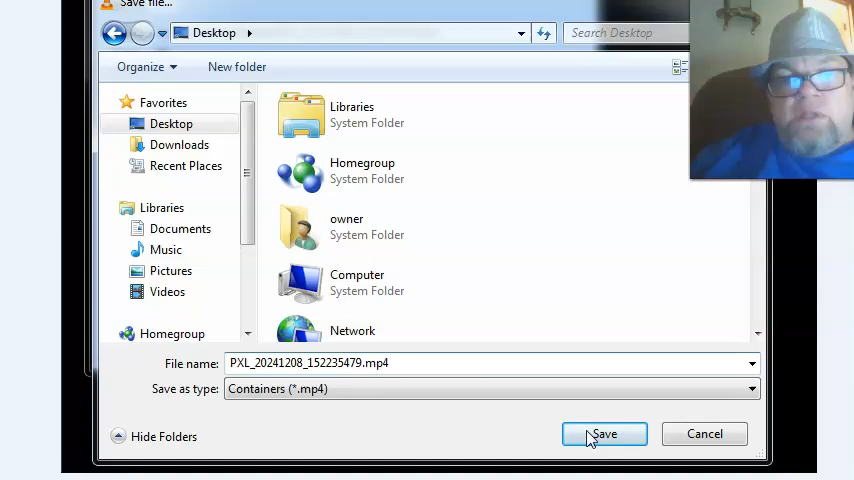 Save file...
Desktop
Search Desktop
Organize
New folder
Favorites
Desktop
Downloads
Recent Places
Libraries
Documents
Music
Pictures
Videos
Homegroup
Libraries
System Folder
Homegroup
System Folder
owner
System Folder
Computer
System Folder
Network
File name:
PXL_20241208_152235479.mp4
Save as type:
Containers (*.mp4)
Hide Folders
Save
Cancel